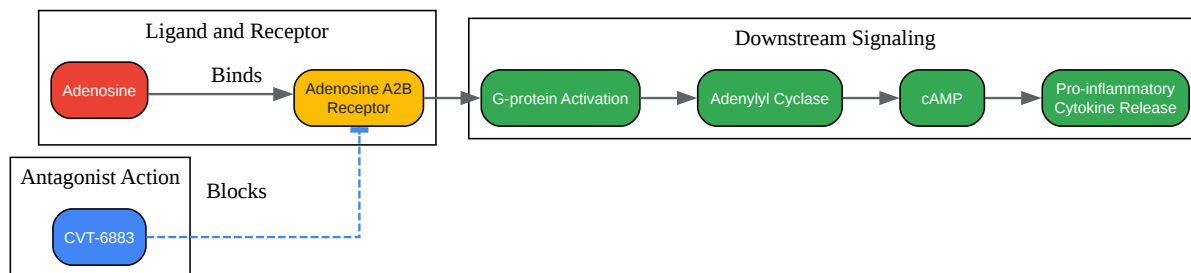 Ligand and Receptor
Downstream Signaling
Adenosine
Binds
Adenosine A2B
Receptor
G-protein Activation
Adenylyl Cyclase
cAMP
Pro-inflammatory
Cytokine Release
Antagonist Action
Blocks
CVT-6883